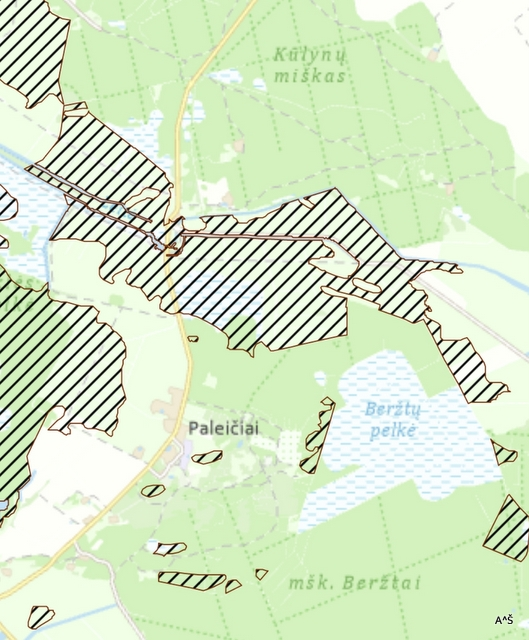 Kūlynų
miškas
Paleičiai
Beržtų
pelkė
mšk. Beržtai
A^Š